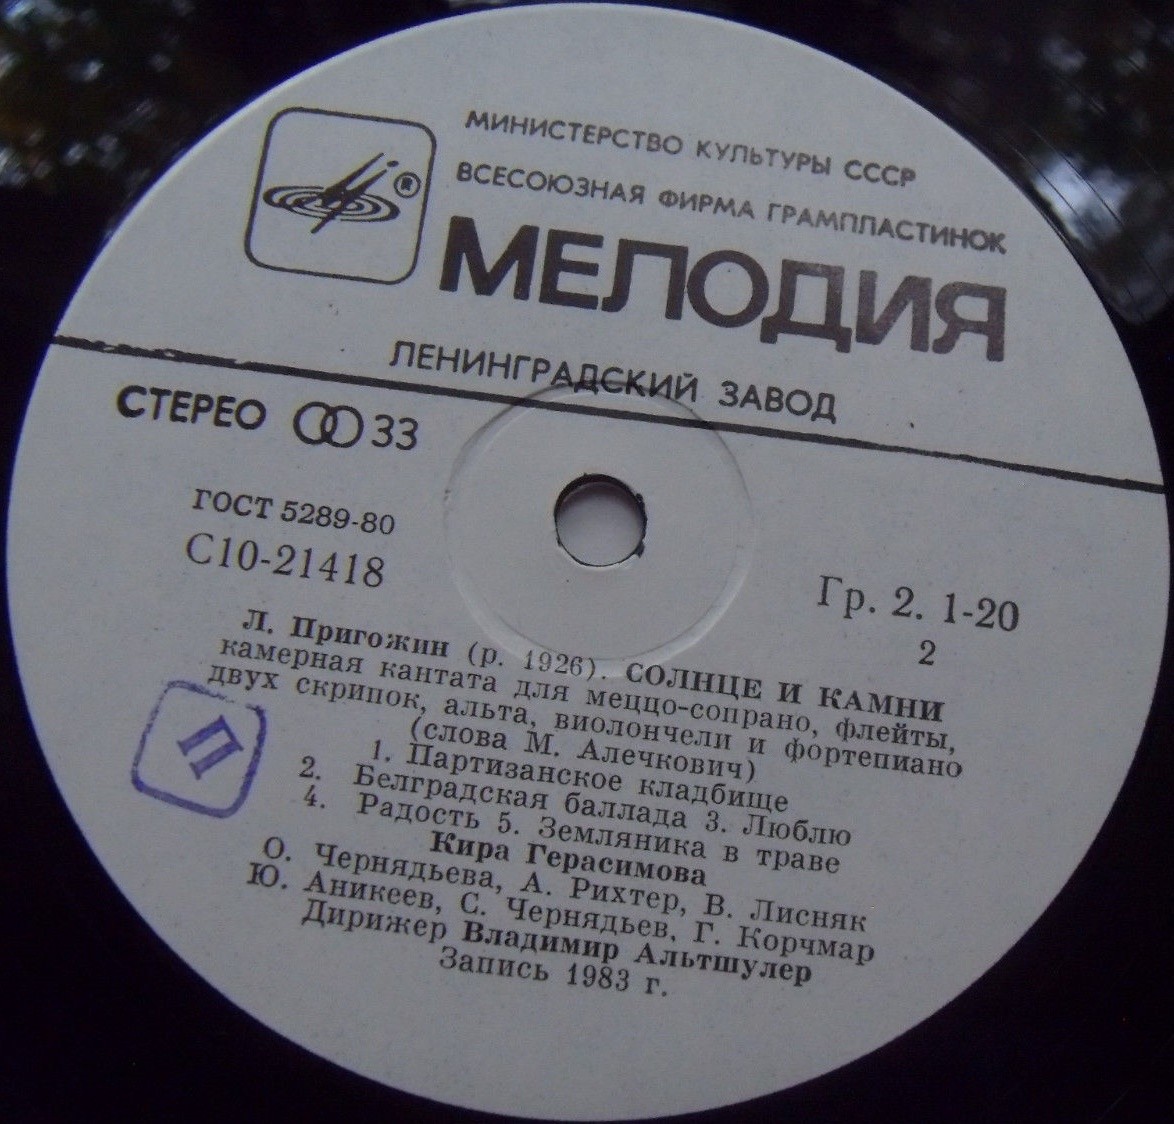 МИНИСТЕРСТВО КУЛЬТУРЫ СССР
ВСЕСОЮЗНАЯ ФИРМА ГРАМПЛАСТИНОК
®
МЕЛОДИЯ
ЛЕНИНГРАДСКИЙ ЗАВОД
СТЕРЕО 33
ГОСТ 5289-80
С10-21418
Гр. 2. 1-20
2
Л. Пригожин (р. 1926). СОЛНЦЕ И КАМНИ
камерная кантата для меццо-сопрано, флейты,
двух скрипок, альта, виолончели и фортепиано
(слова М. Алечкович)
1. Партизанское кладбище
2. Белградская баллада 3. Люблю
4. Радость 5. Земляника в траве
Кира Герасимова
О. Чернядьева, А. Рихтер, В. Лисняк
Ю. Аникеев, С. Чернядьев, Г. Корчмар
Дирижер Владимир Альтшулер
Запись 1983 г.
П